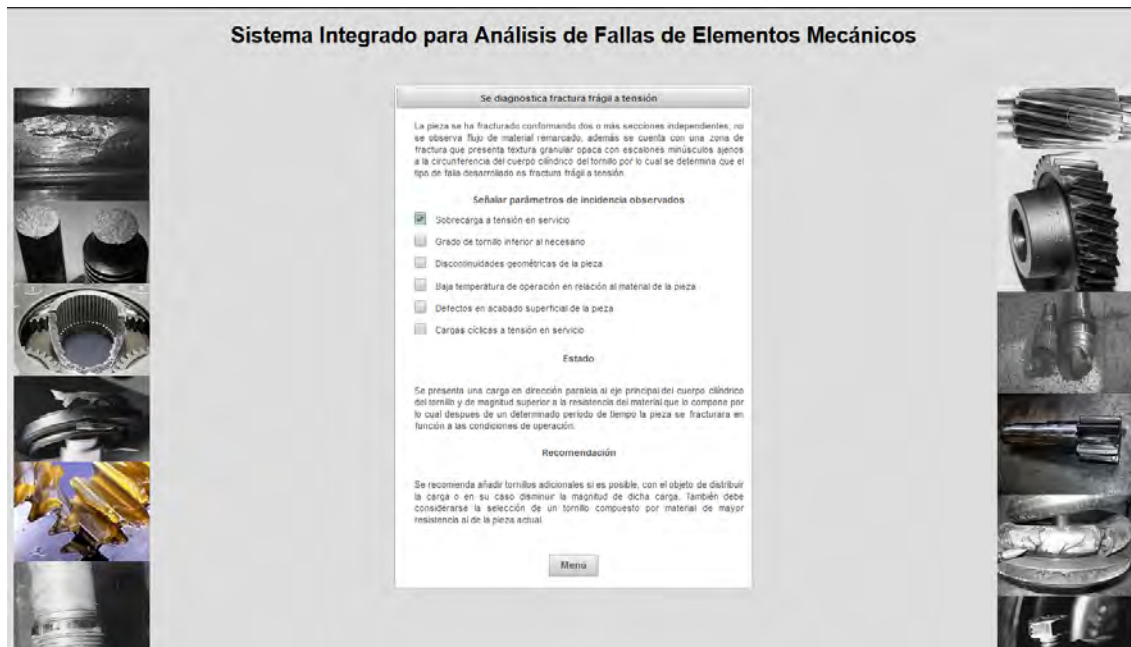 Sistema Integrado para Análisis de Fallas de Elementos Mecánicos
Se diagnostica fractura frágil a tensión
La pieza se ha fracturado conformando dos o más secciones independientes, no
se observa flujo de material remarcado, además se cuenta con una zona de
fractura que presenta textura granular opaca con escalones minúsculos ajenos
a la circunferencia del cuerpo cilíndrico del tornillo por lo cual se determina que el
tipo de falla desarrollado es fractura frágil a tensión.
Señalar parámetros de incidencia observados
Sobrecarga a tensión en servicio
Grado de tornillo inferior al necesario
Discontinuidades geométricas de la pieza
Baja temperatura de operación en relación al material de la pieza
Defectos en acabado superficial de la pieza
Cargas cíclicas a tensión en servicio
Estado
Se presenta una carga en dirección paralela al eje principal del cuerpo cilíndrico
del tornillo y de magnitud superior a la resistencia del material que lo compone por
lo cual despues de un determinado periodo de tiempo la pieza se fracturara en
función a las condiciones de operación.
Recomendación
Se recomienda añadir tornillos adicionales si es posible, con el objeto de distribuir
la carga o en su caso disminuir la magnitud de dicha carga. También debe
considerarse la selección de un tornillo compuesto por material de mayor
resistencia al de la pieza actual.
Menú